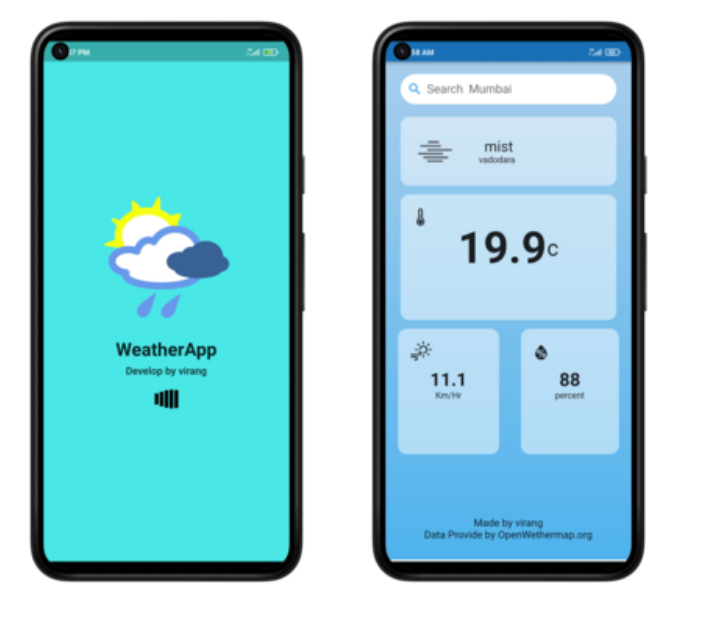 7 PM
WeatherApp
Develop by virang
58 AM
Search Mumbai
mist
vadodara
19.9c
11.1
Km/Hr
88
percent
Made by virang
Data Provide by OpenWethermap.org